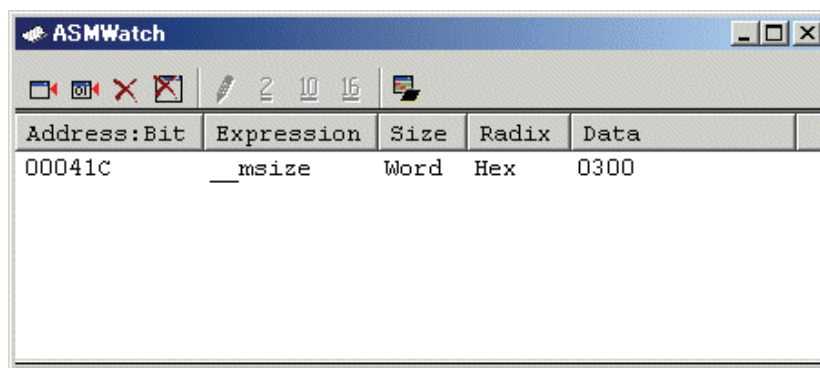 ASMWatch
2 10 16
Address:Bit Expression Size Radix Data
00041C __msize Word Hex 0300